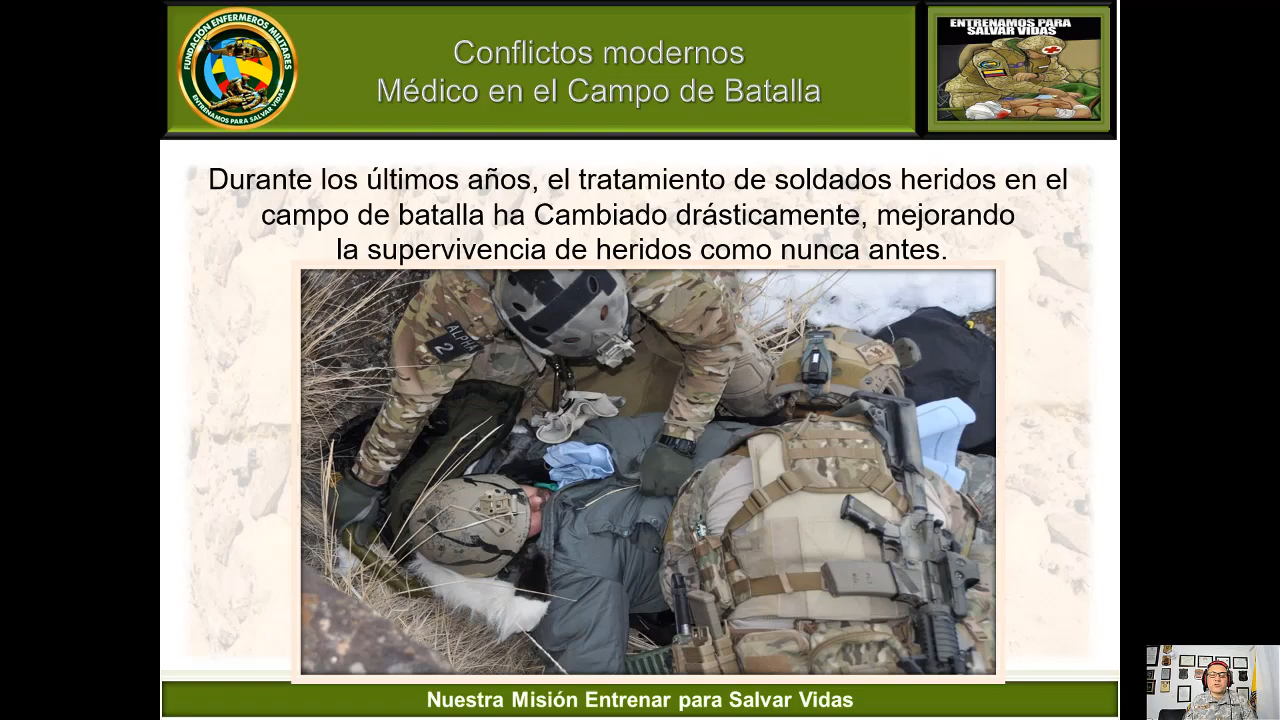 FUNDACIÓN ENFERMEROS MILITARES
ENTRENAMOS PARA SALVAR VIDAS
Conflictos modernos
Médico en el Campo de Batalla
ENTRENAMOS PARA
SALVAR VIDAS
Durante los últimos años, el tratamiento de soldados heridos en el
campo de batalla ha Cambiado drásticamente, mejorando
la supervivencia de heridos como nunca antes.
ALPHA
2
Nuestra Misión Entrenar para Salvar Vidas